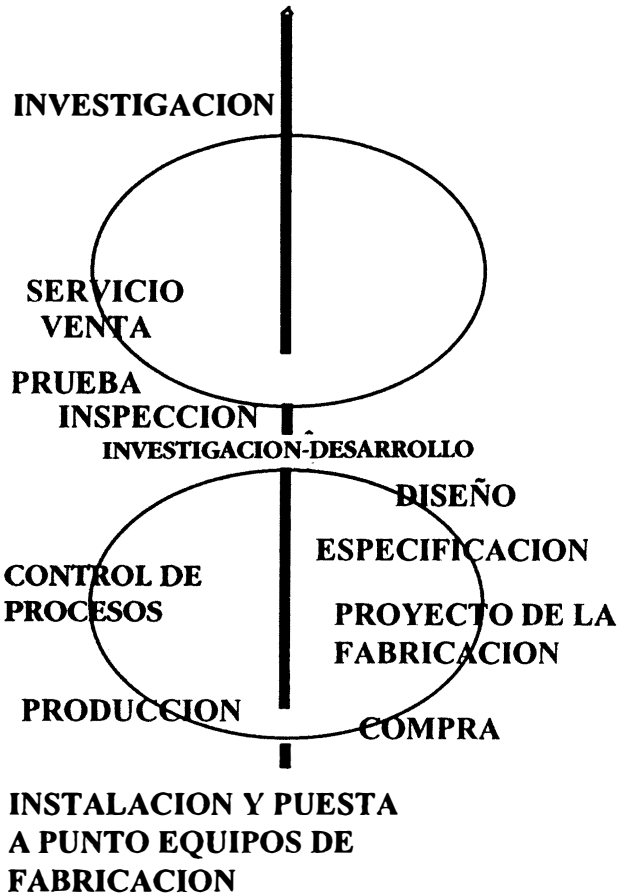 INVESTIGACION
SERVICIO
VENTA
PRUEBA
INSPECCION
INVESTIGACION-DESARROLLO
DISEÑO
ESPECIFICACION
CONTROL DE
PROCESOS
PROYECTO DE LA
FABRICACION
PRODUCCION
COMPRA
INSTALACION Y PUESTA
A PUNTO EQUIPOS DE
FABRICACION